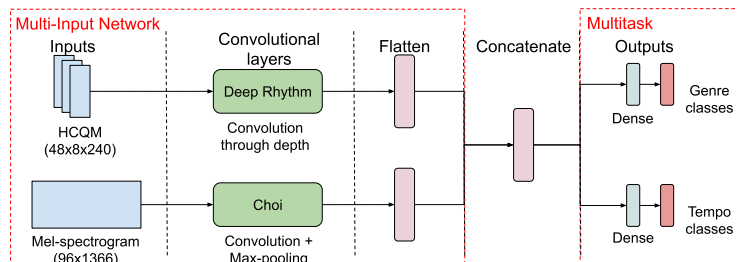 Multi-Input Network
Multitask
Inputs
Convolutional
layers
Flatten
Concatenate
Outputs
HCQM
(48x8x240)
Deep Rhythm
Convolution
through depth
Dense
Genre
classes
Mel-spectrogram
(96x1366)
Choi
Convolution +
Max-pooling
Dense
Tempo
classes